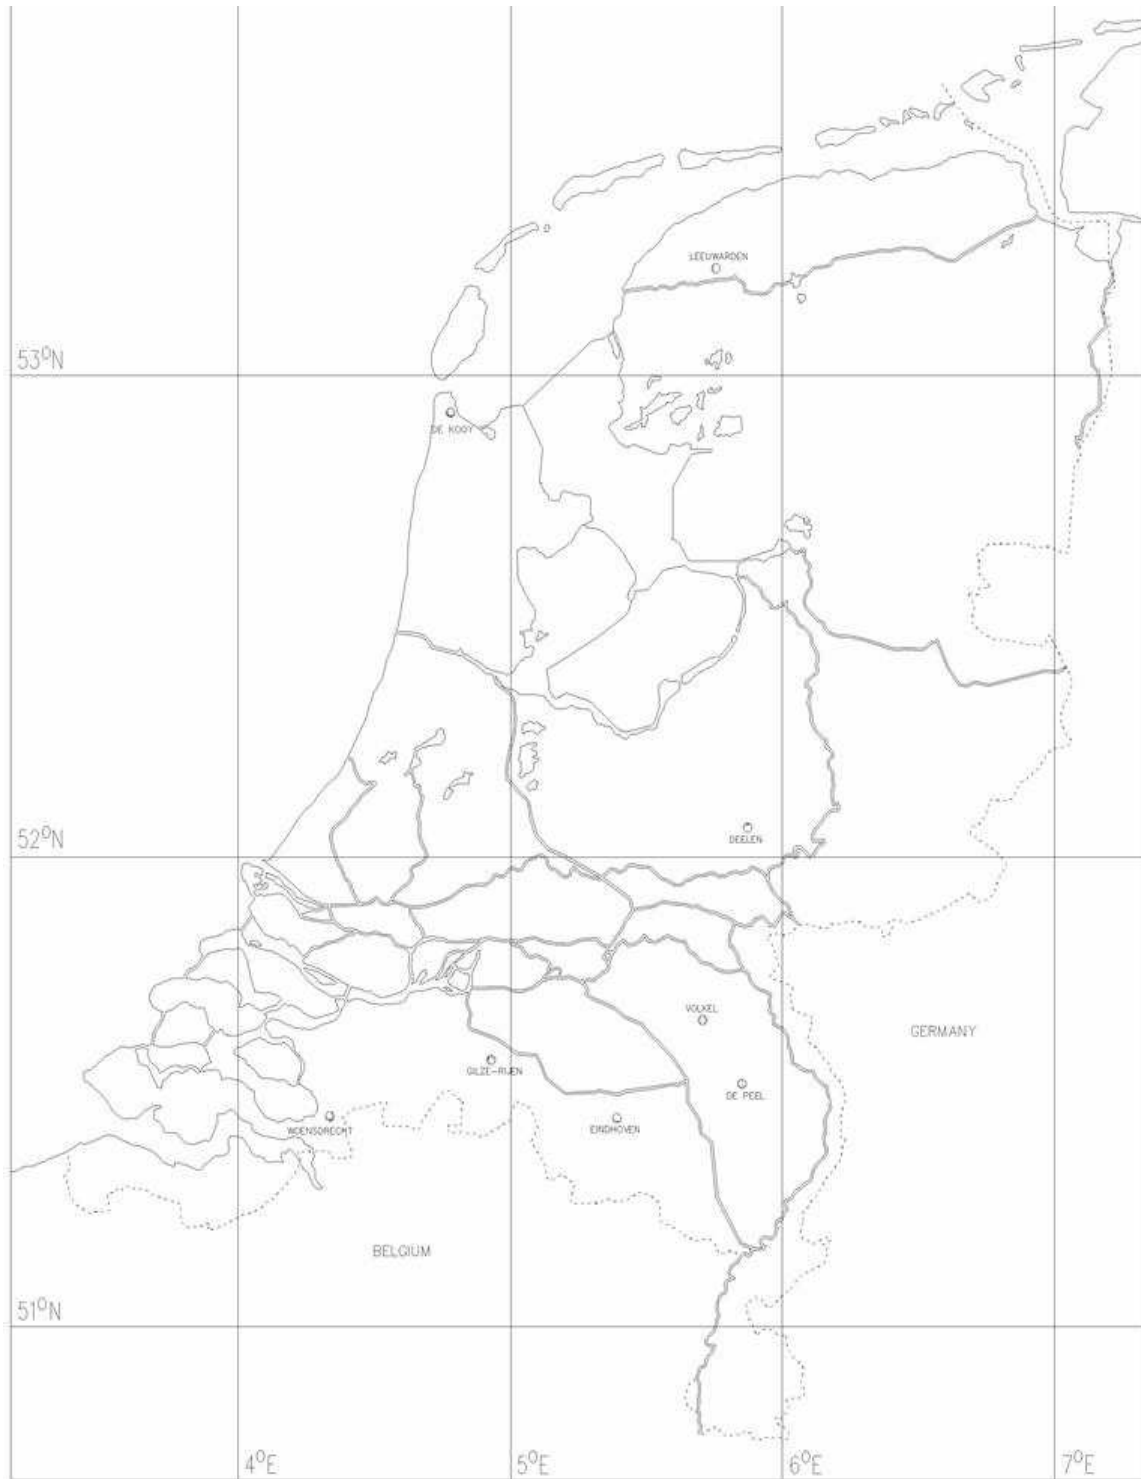 LEEUWARDEN
53°N
DE KOOY
DEELEN
52°N
VOLKEL
GERMANY
GILZE-RIJEN
DE PEEL
WOENSDRECHT
EINDHOVEN
BELGIUM
51°N
4°E
5°E
6°E
7°E